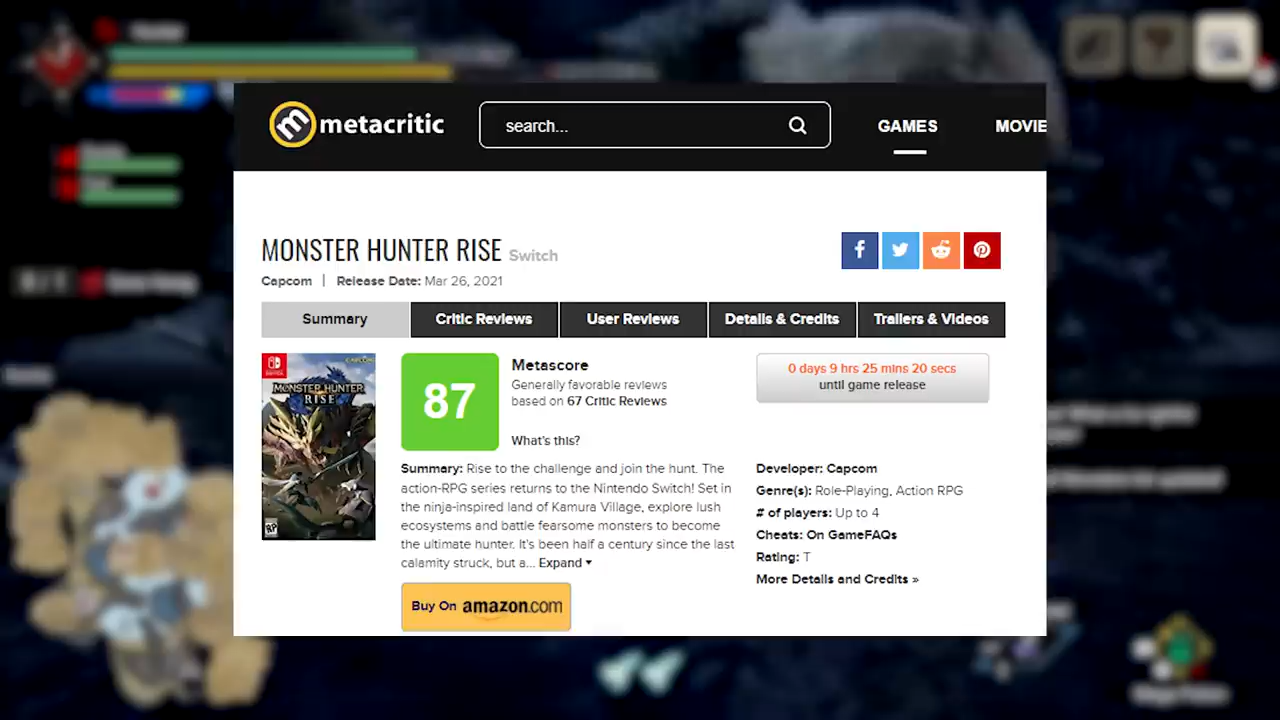 metacritic
search...
GAMES
MOVIE
MONSTER HUNTER RISE Switch
Capcom | Release Date: Mar 26, 2021
Summary
Critic Reviews
User Reviews
Details & Credits
Trailers & Videos
MONSTER HUNTER
RISE
RP
87
Metascore
Generally favorable reviews
based on 67 Critic Reviews
What's this?
0 days 9 hrs 25 mins 20 secs
until game release
Summary: Rise to the challenge and join the hunt. The
action-RPG series returns to the Nintendo Switch! Set in
the ninja-inspired land of Kamura Village, explore lush
ecosystems and battle fearsome monsters to become
the ultimate hunter. It's been half a century since the last
calamity struck, but a... Expand
Buy On amazon.com
Developer: Capcom
Genre(s): Role-Playing, Action RPG
# of players: Up to 4
Cheats: On GameFAQs
Rating: T
More Details and Credits »